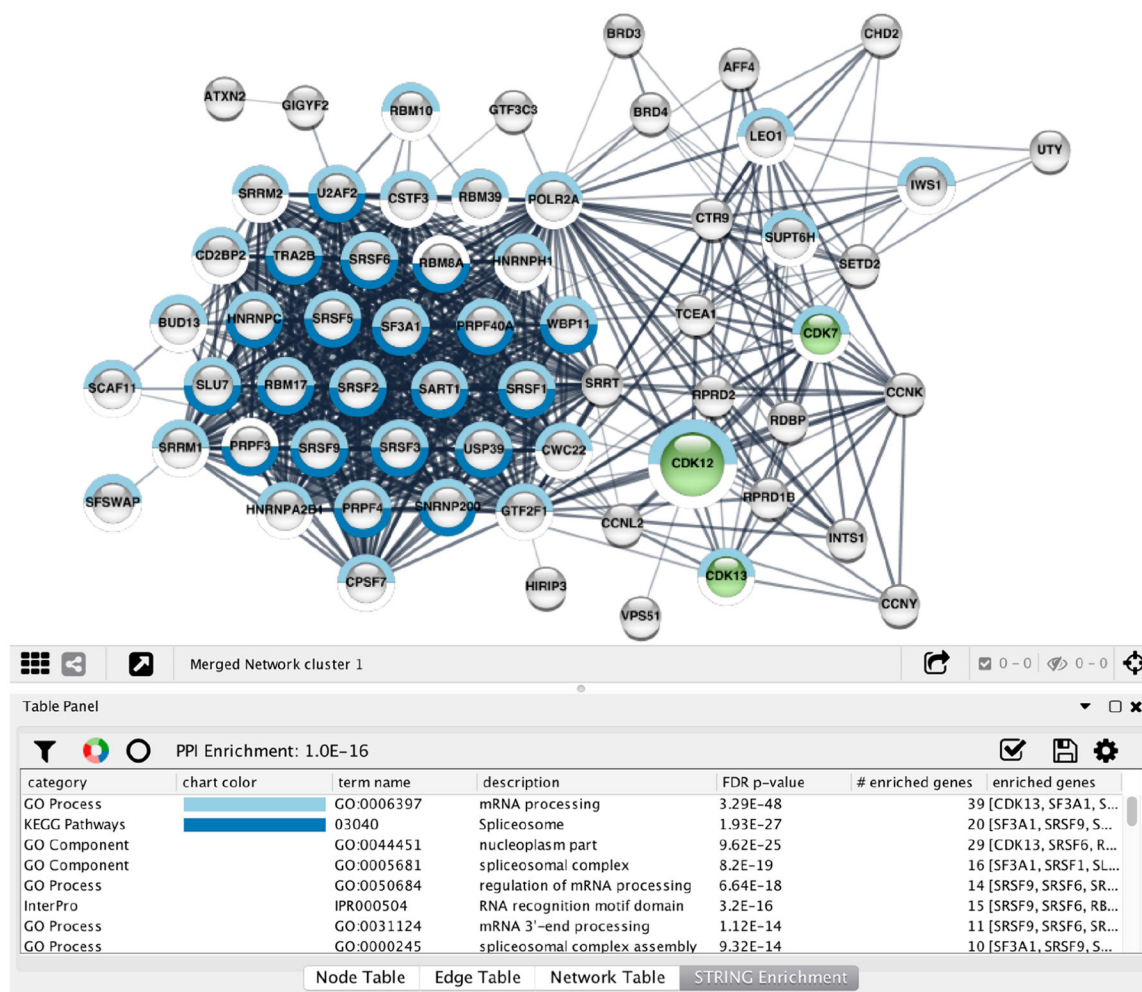 BRD3
CHD2
AFF4
ATXN2
GIGYF2
RBM10
GTF3C3
BRD4
LEO1
UTY
SRRM2
U2AF2
CSTF3
RBM39
POLR2A
IWS1
CTR9
SUPT6H
CD2BP2
TRA2B
SRSF6
RBM8A
HNRNPH1
SETD2
BUD13
HNRNPC
SRSF5
SF3A1
PRPF40A
WBP11
TCEA1
CDK7
SCAF11
SLU7
RBM17
SRSF2
SART1
SRSF1
SRRT
RPRD2
CCNK
RDBP
SRRM1
PRPF3
SRSF9
SRSF3
USP39
CWC22
CDK12
SFSWAP
HNRNPA2B1
PRPF4
SNRNP200
GTF2F1
RPRD1B
CCNL2
INTS1
CPSF7
HIRIP3
CDK13
VPS51
CCNY
Merged Network cluster 1
0 - 0
0 - 0
Table Panel
PPI Enrichment: 1.0E-16
category chart color term name description FDR p-value # enriched genes enriched genes
GO Process GO:0006397 mRNA processing 3.29E-48 39 [CDK13, SF3A1, S...
KEGG Pathways 03040 Spliceosome 1.93E-27 20 [SF3A1, SRSF9, S...
GO Component GO:0044451 nucleoplasm part 9.62E-25 29 [CDK13, SRSF6, R...
GO Component GO:0005681 spliceosomal complex 8.2E-19 16 [SF3A1, SRSF1, SL...
GO Process GO:0050684 regulation of mRNA processing 6.64E-18 14 [SRSF9, SRSF6, SR...
InterPro IPR000504 RNA recognition motif domain 3.2E-16 15 [SRSF9, SRSF6, RB...
GO Process GO:0031124 mRNA 3'-end processing 1.12E-14 11 [SRSF9, SRSF6, SR...
GO Process GO:0000245 spliceosomal complex assembly 9.32E-14 10 [SF3A1, SRSF9, S...
Node Table Edge Table Network Table STRING Enrichment